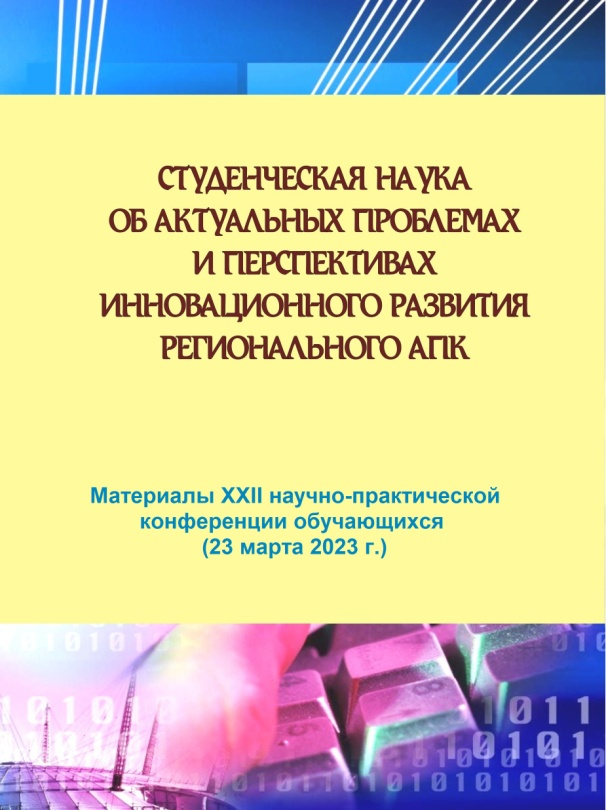 СТУДЕНЧЕСКАЯ НАУКА
ОБ АКТУАЛЬНЫХ ПРОБЛЕМАХ
И ПЕРСПЕКТИВАХ
ИННОВАЦИОННОГО РАЗВИТИЯ
РЕГИОНАЛЬНОГО АПК
Материалы XXII научно-практической
конференции обучающихся
(23 марта 2023 г.)